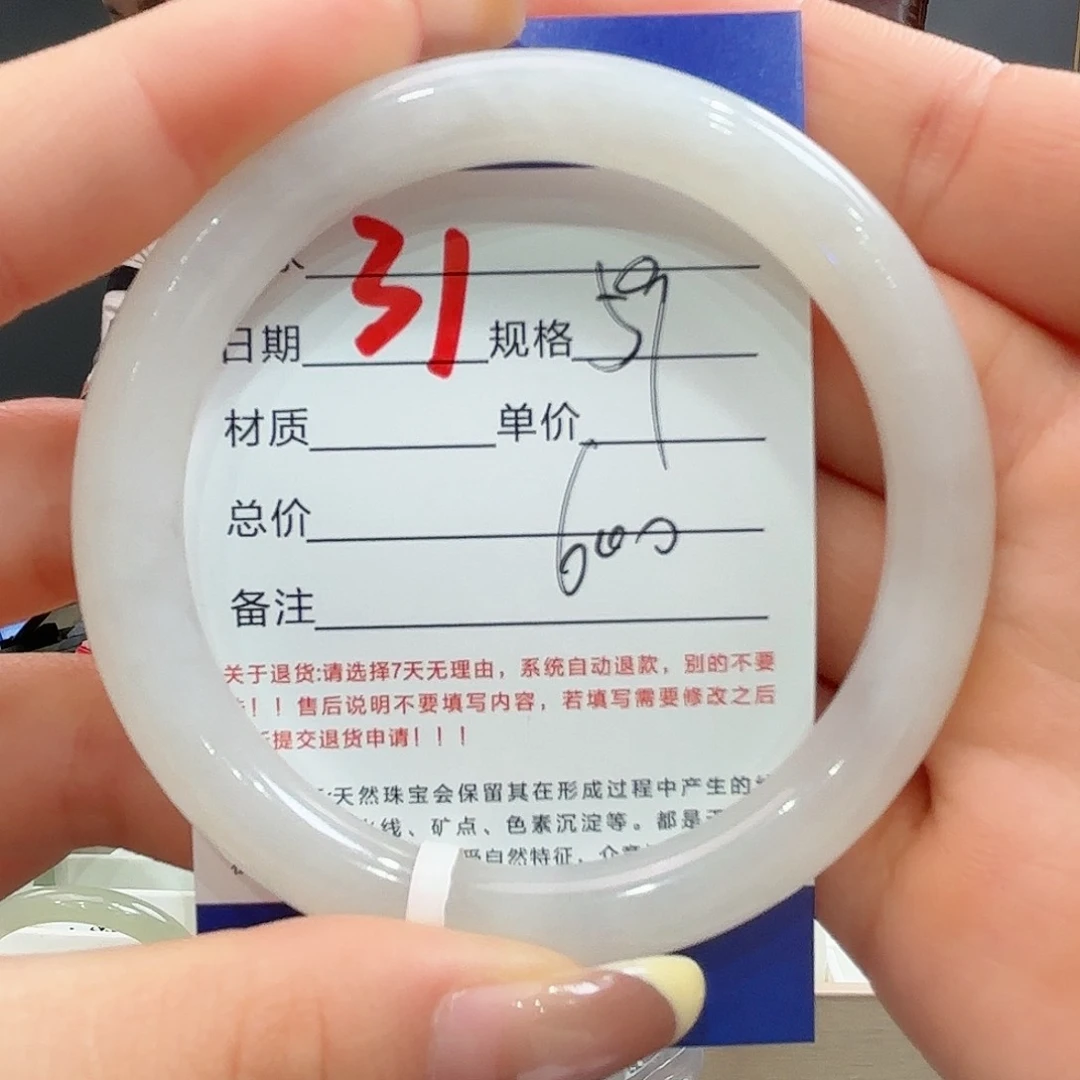 31
日期 规格 59
材质 单价
总价 600
备注
关于退货:请选择7天无理由，系统自动退款，别的不要
！！售后说明不要填写内容，若填写需要修改之后
提交退货申请！！！
天然珠宝会保留其在形成过程中产生的
线、矿点、色素沉淀等。都是
自然特征，介意